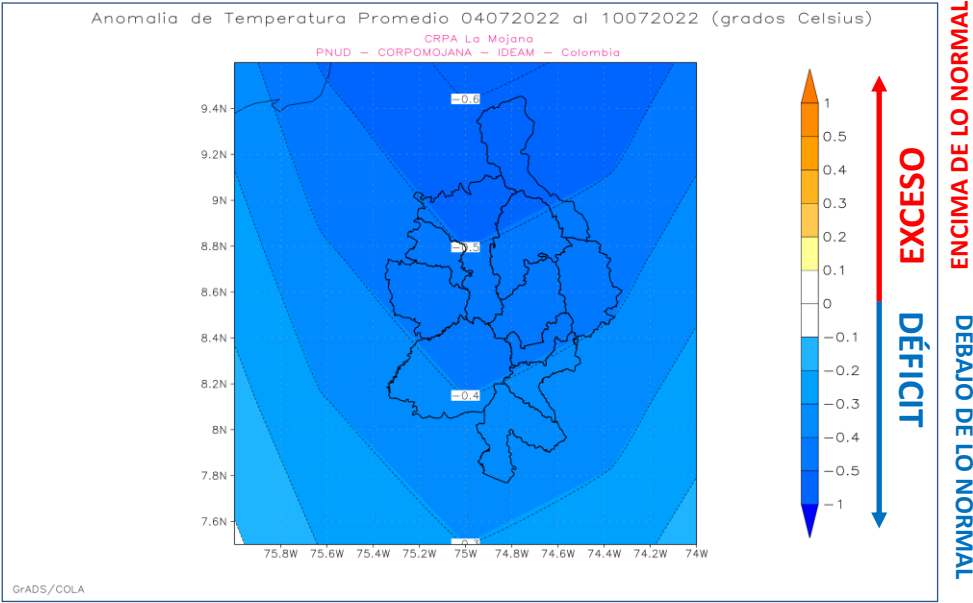 Anomalia de Temperatura Promedio 04072022 al 10072022 (grados Celsius)
CRPA La Mojana
PNUD – CORPOMOJANA – IDEAM – Colombia
9.4N
9.2N
9N
8.8N
8.6N
8.4N
8.2N
8N
7.8N
7.6N
−0.6
−0.5
−0.4
75.8W
75.6W
75.4W
75.2W
75W
74.8W
74.6W
74.4W
74.2W
74W
1
0.5
0.4
0.3
0.2
0.1
0
−0.1
−0.2
−0.3
−0.4
−0.5
−1
EXCESO
DÉFICIT
ENCIMA DE LO NORMAL
DEBAJO DE LO NORMAL
GrADS/COLA